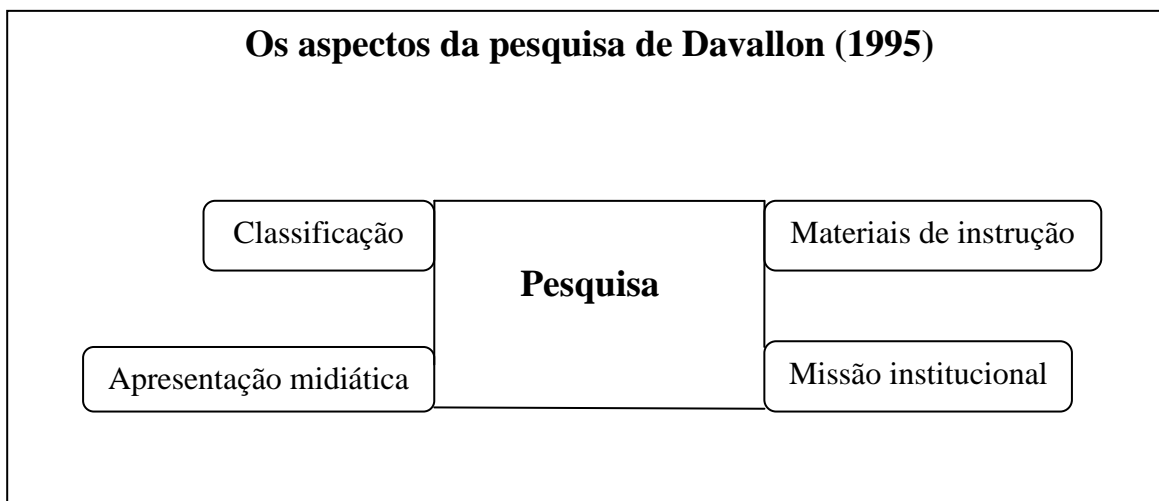 Os aspectos da pesquisa de Davallon (1995)
Classificação
Materiais de instrução
Pesquisa
Apresentação midiática
Missão institucional